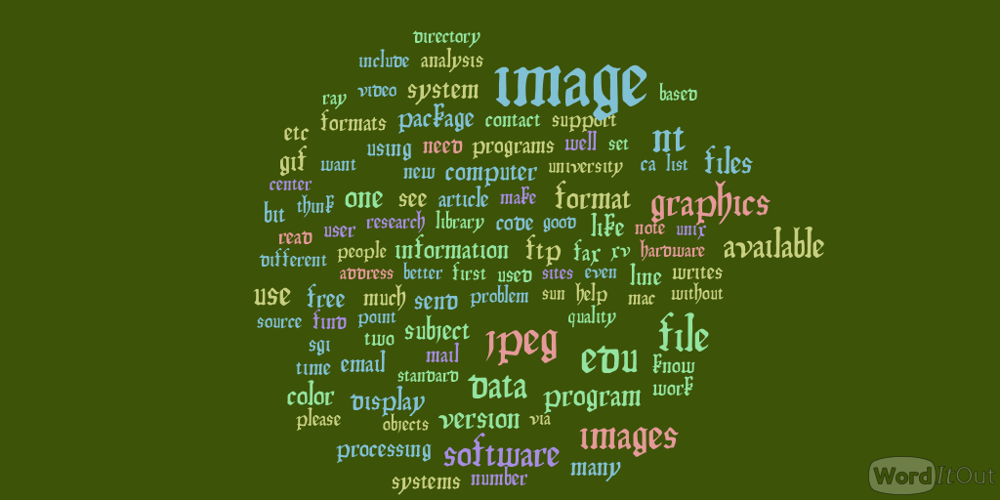 directory
include analysis
ray video system image based
etc formats package contact support
gif want using need programs well set nt
center new computer university ca list files
bit think one see article make format graphics
read user research library code good like note unix
different people information ftp fax xv hardware available
address better first used sites even line writes
use free much send problem sun help mac without
source find point quality
sgi two subject jpeg file
time email mail edu know
standard data program work
color display
please objects version via images
processing software many
systems number
WordItOut